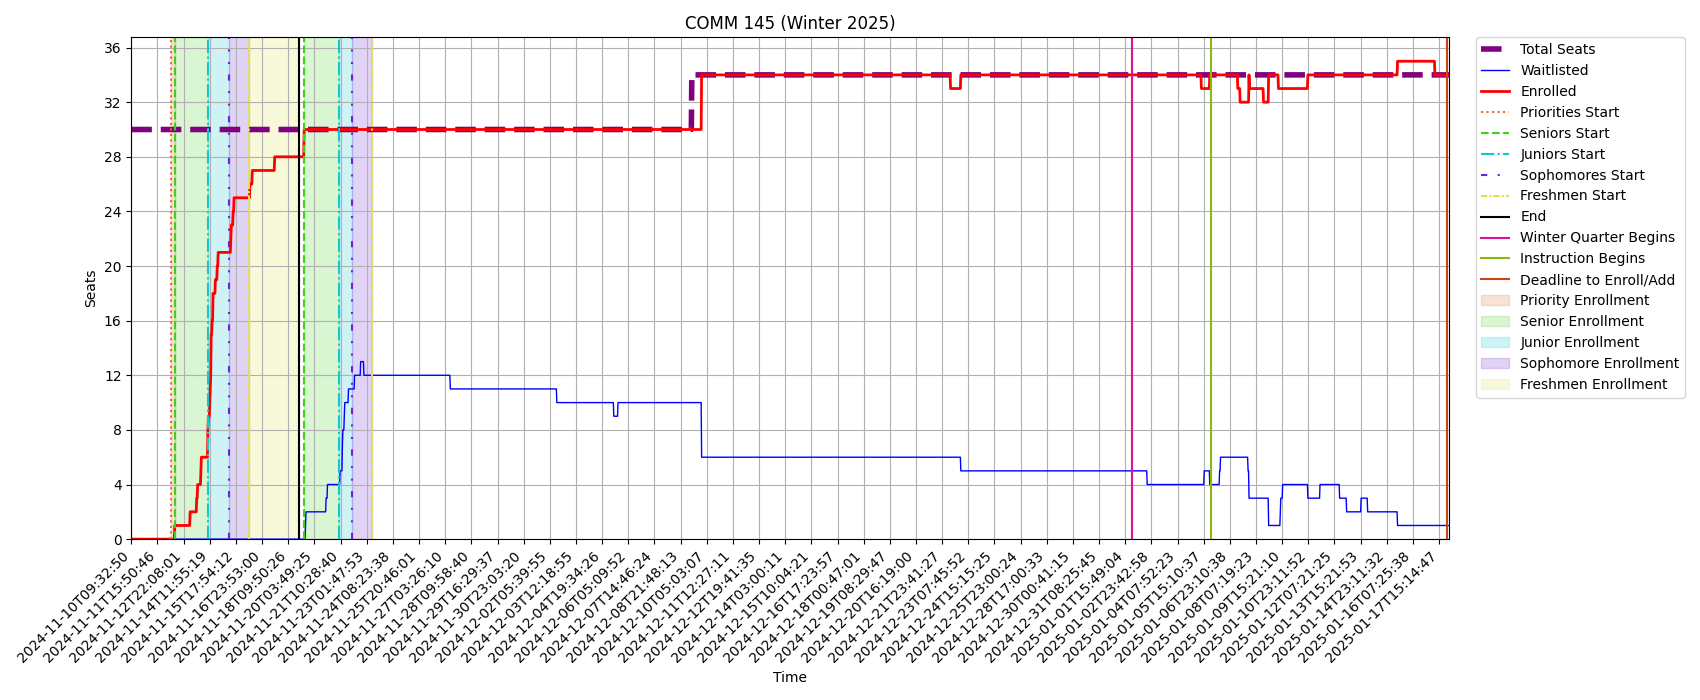 COMM 145 (Winter 2025)
Seats
36
32
28
24
20
16
12
8
4
0
2024-11-10T09:32:50
2024-11-11T15:50:46
2024-11-12T22:08:01
2024-11-14T11:55:19
2024-11-15T17:54:12
2024-11-16T23:53:00
2024-11-18T09:50:26
2024-11-20T03:49:25
2024-11-21T10:28:40
2024-11-23T01:47:53
2024-11-24T08:23:38
2024-11-25T20:46:01
2024-11-27T03:26:10
2024-11-28T09:58:40
2024-11-29T16:29:37
2024-11-30T23:03:20
2024-12-02T05:39:55
2024-12-03T12:18:55
2024-12-04T19:34:26
2024-12-06T05:09:52
2024-12-07T14:46:24
2024-12-08T21:48:13
2024-12-10T05:03:07
2024-12-11T12:27:11
2024-12-12T19:41:35
2024-12-14T03:00:11
2024-12-15T10:04:21
2024-12-16T17:23:57
2024-12-18T00:47:01
2024-12-19T08:29:47
2024-12-20T16:19:00
2024-12-21T23:41:27
2024-12-23T07:45:52
2024-12-24T15:15:25
2024-12-25T23:00:24
2024-12-28T17:00:33
2024-12-30T00:41:15
2024-12-31T08:25:45
2025-01-01T15:49:04
2025-01-02T23:42:58
2025-01-04T07:52:23
2025-01-05T15:10:37
2025-01-06T23:10:38
2025-01-08T07:19:23
2025-01-09T15:21:10
2025-01-10T23:11:52
2025-01-12T07:21:25
2025-01-13T15:21:53
2025-01-14T23:11:32
2025-01-16T07:25:38
2025-01-17T15:14:47
Time
Total Seats
Waitlisted
Enrolled
Priorities Start
Seniors Start
Juniors Start
Sophomores Start
Freshmen Start
End
Winter Quarter Begins
Instruction Begins
Deadline to Enroll/Add
Priority Enrollment
Senior Enrollment
Junior Enrollment
Sophomore Enrollment
Freshmen Enrollment